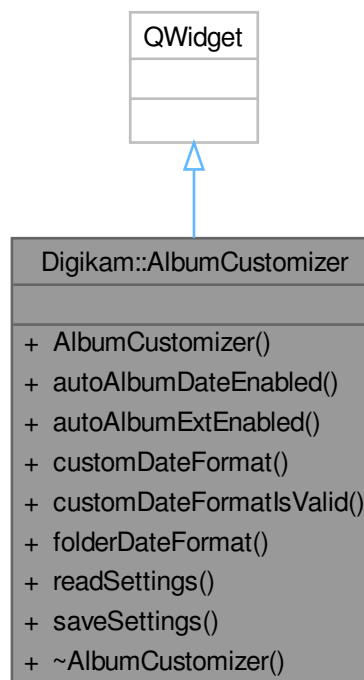 QWidget
Digikam::AlbumCustomizer
+ AlbumCustomizer()
+ autoAlbumDateEnabled()
+ autoAlbumExtEnabled()
+ customDateFormat()
+ customDateFormatIsValid()
+ folderDateFormat()
+ readSettings()
+ saveSettings()
+ ~AlbumCustomizer()